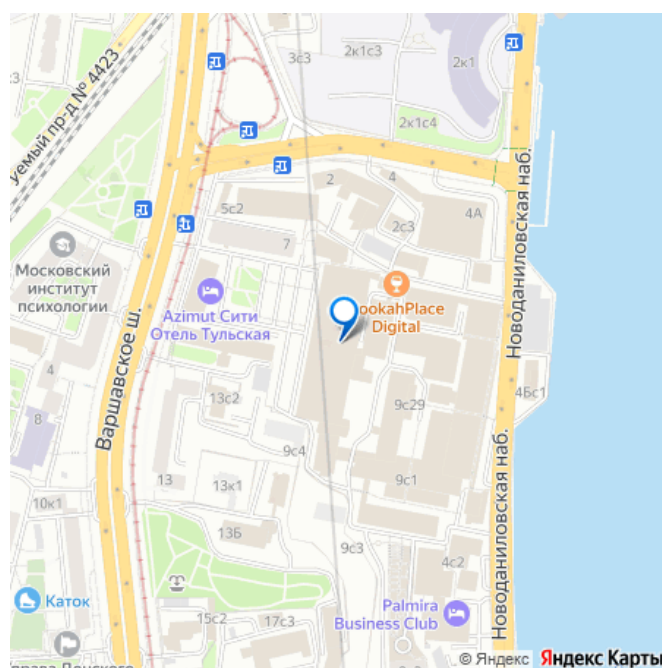 3с3
2к1с3
2к1
уемый пр-д № 4423
2к1с4
2
4
5с2
4А
2с3
7
Московский
институт
психологии
Azimut Сити
Отель Тульская
ookahPlace
Digital
Новоданиловская наб.
Варшавское ш.
4
8
13с2
4Бс1
9с29
9с4
13
13к1
9с1
10к1
13Б
9с3
4с2
Новоданиловская наб.
Каток
15с2
17с3
Palmira
Business Club
права Донского
© Яндекс Яндекс Карты